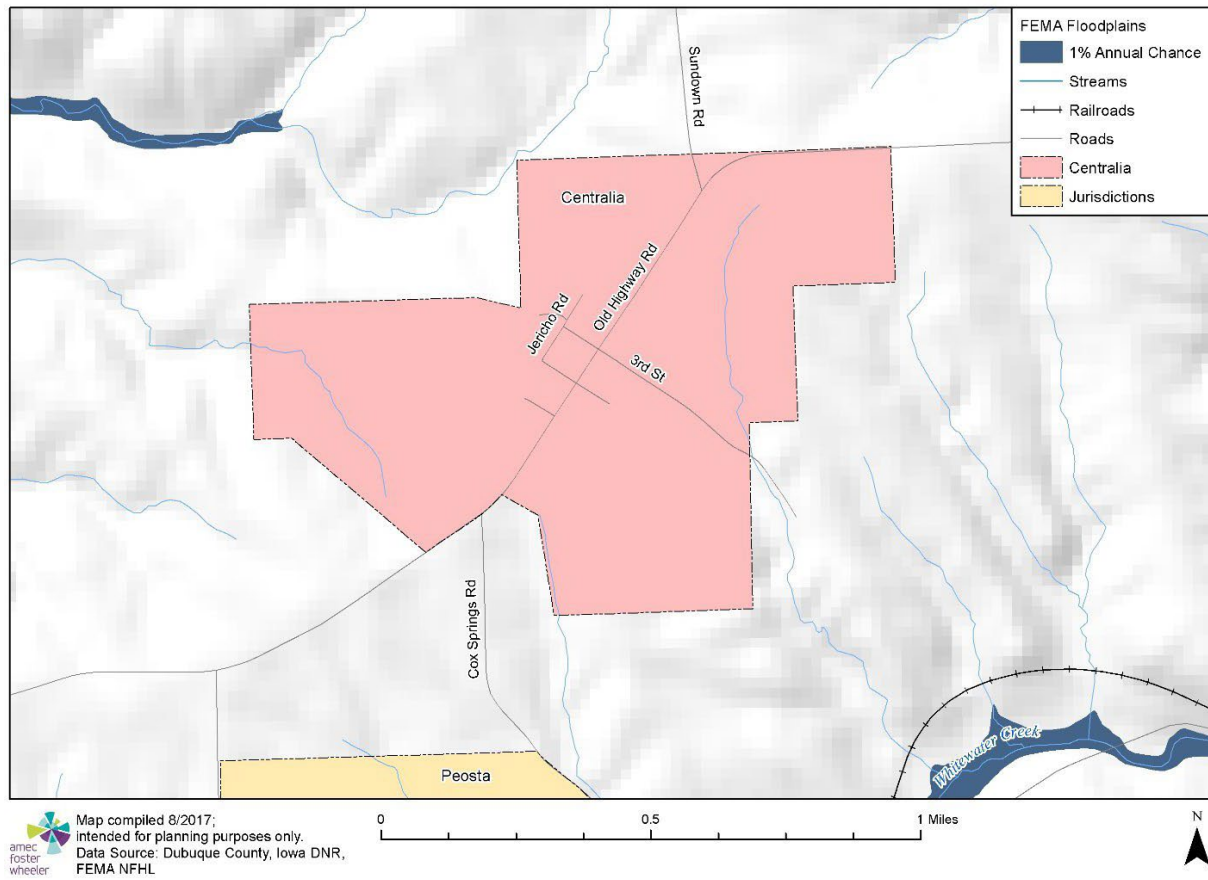 FEMA Floodplains
1% Annual Chance
Streams
Railroads
Roads
Centralia
Jurisdictions
Sundown Rd
Centralia
Old Highway Rd
Jericho Rd
3rd St
Cox Springs Rd
Whitewater Creek
Peosta
amec
foster
wheeler
Map compiled 8/2017;
intended for planning purposes only.
Data Source: Dubuque County, Iowa DNR,
FEMA NFHL
0 0.5 1 Miles
N